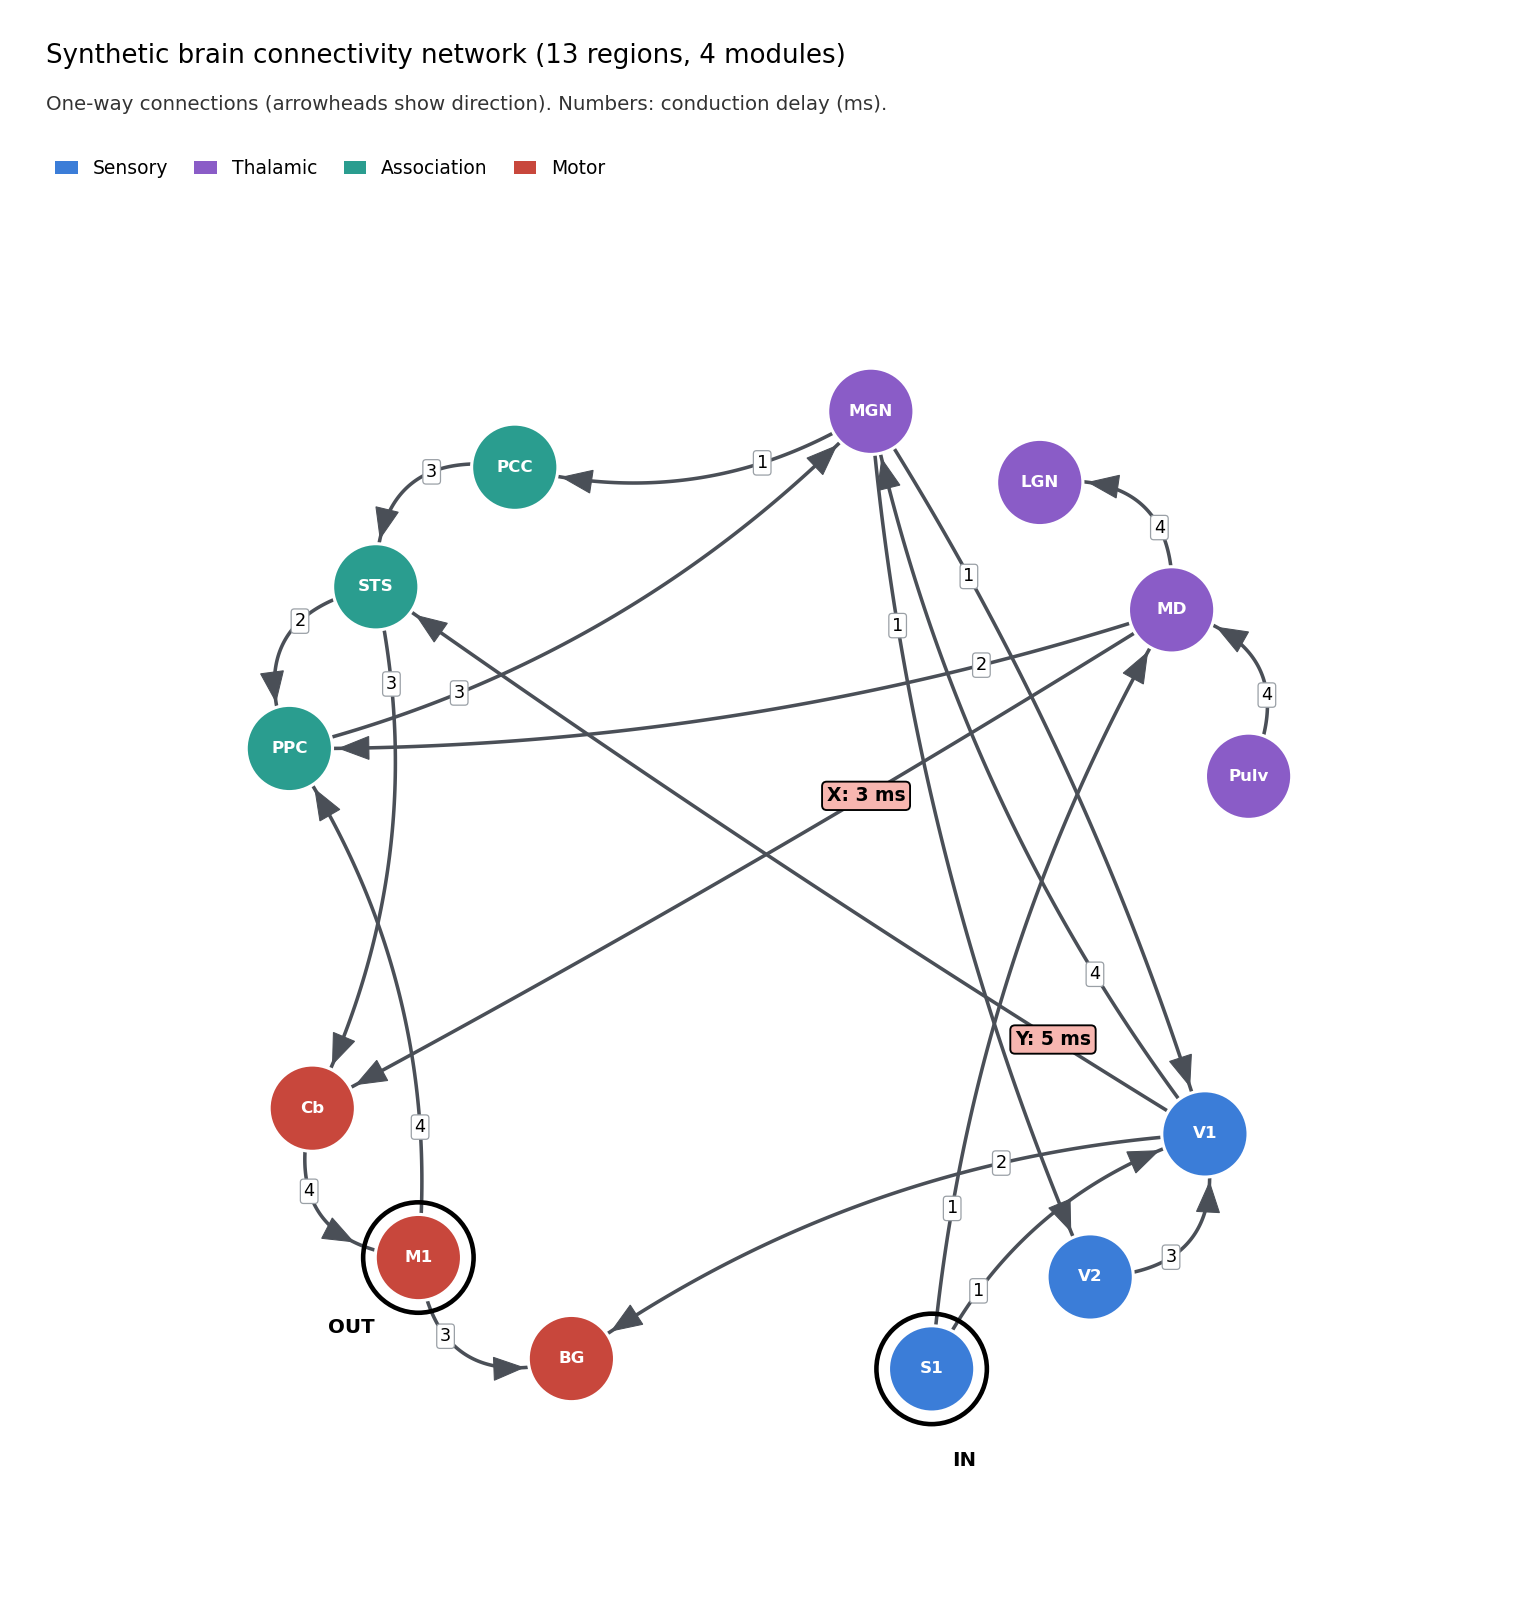 Synthetic brain connectivity network (13 regions, 4 modules)
One-way connections (arrowheads show direction). Numbers: conduction delay (ms).
Sensory Thalamic Association Motor
MGN
PCC
1
3
LGN
4
STS
1
MD
2
1
2
3
3
4
PPC
Pulv
X: 3 ms
4
Y: 5 ms
Cb
4
V1
2
4
1
M1
3
V2
1
OUT
3
BG
S1
IN